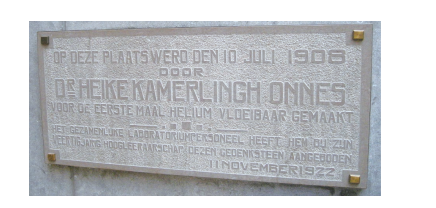 OP DEZE PLAATS WERD DEN 10 JULI 1908
DOOR
DR HEIKE KAMERLINGH ONNES
VOOR DE EERSTE MAAL HELIUM VLOEIBAAR GEMAAKT
HET GEZAMENLIJKE LABORATORIUMPERSONEEL HEEFT HEM BIJ ZIJN
VEERTIGJARIG HOOGLEERAARSCHAP DEZEN GEDENKSTEEN AANGEBODEN
11 NOVEMBER 1922